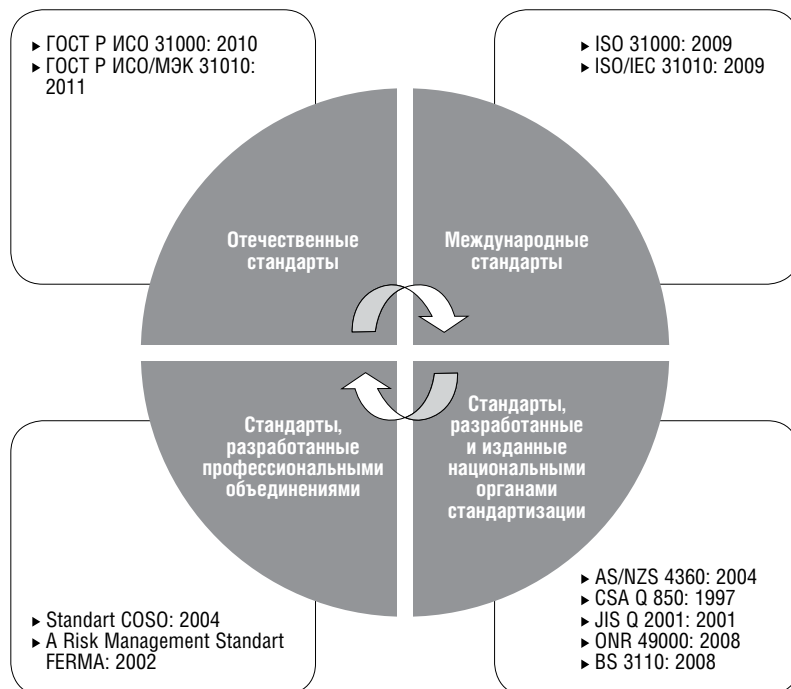 ▸ ГОСТ Р ИСО 31000: 2010
▸ ГОСТ Р ИСО/МЭК 31010:
2011
▸ ISO 31000: 2009
▸ ISO/IEC 31010: 2009
Отечественные
стандарты
Международные
стандарты
Стандарты,
разработанные
профессиональными
объединениями
Стандарты,
разработанные
и изданные
национальными
органами
стандартизации
▸ Standart COSO: 2004
▸ A Risk Management Standart
FERMA: 2002
▸ AS/NZS 4360: 2004
▸ CSA Q 850: 1997
▸ JIS Q 2001: 2001
▸ ONR 49000: 2008
▸ BS 3110: 2008